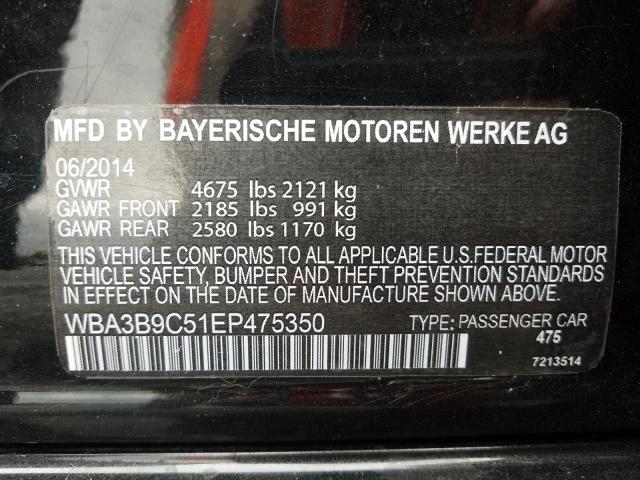 MFD BY BAYERISCHE MOTOREN WERKE AG
06/2014
GVWR 4675 lbs 2121 kg
GAWR FRONT 2185 lbs 991 kg
GAWR REAR 2580 lbs 1170 kg
THIS VEHICLE CONFORMS TO ALL APPLICABLE U.S.FEDERAL MOTOR
VEHICLE SAFETY, BUMPER AND THEFT PREVENTION STANDARDS
IN EFFECT ON THE DATE OF MANUFACTURE SHOWN ABOVE.
WBA3B9C51EP475350 TYPE: PASSENGER CAR
475
7213514